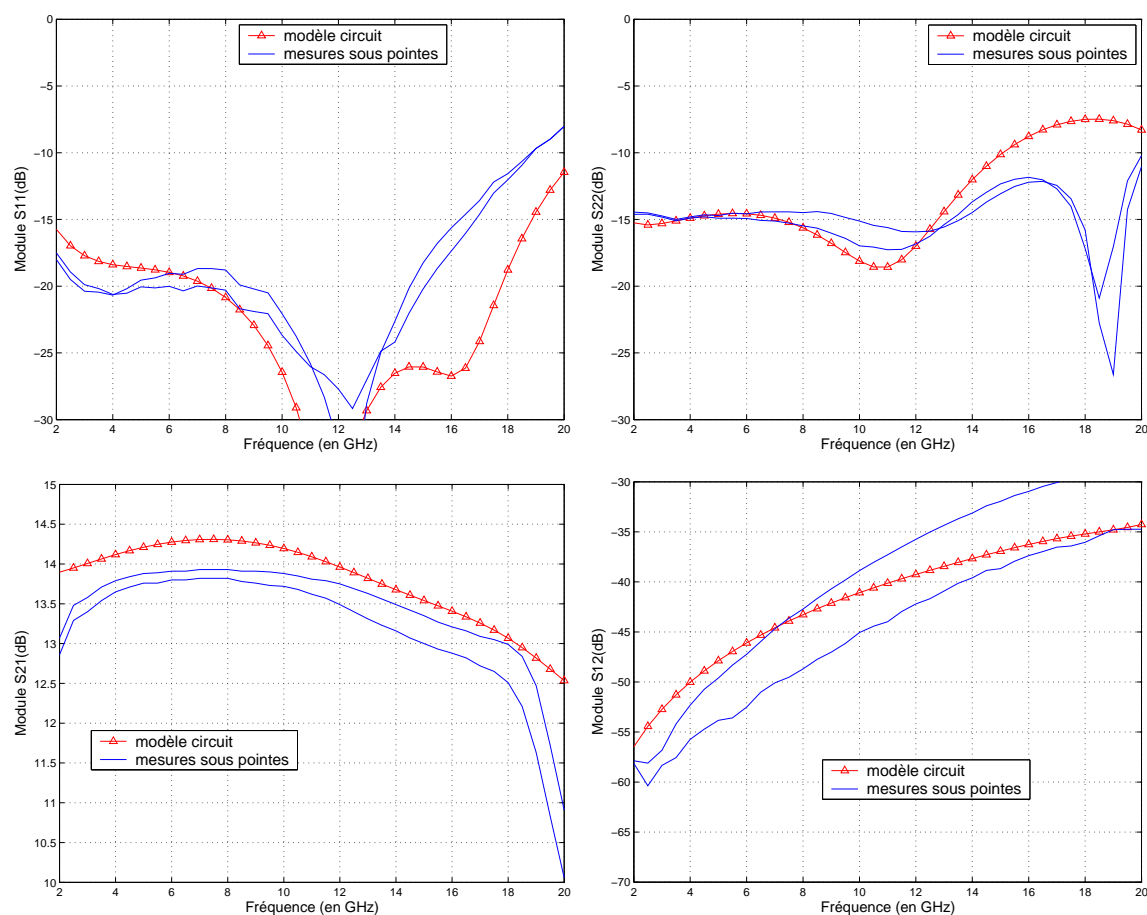 0
−5
−10
−15
−20
−25
−30
Module S11(dB)
modèle circuit
mesures sous pointes
2 4 6 8 10 12 14 16 18 20
Fréquence (en GHz)
0
−5
−10
−15
−20
−25
−30
Module S22(dB)
modèle circuit
mesures sous pointes
2 4 6 8 10 12 14 16 18 20
Fréquence (en GHz)
15
14.5
14
13.5
13
12.5
12
11.5
11
10.5
10
Module S21(dB)
modèle circuit
mesures sous pointes
2 4 6 8 10 12 14 16 18 20
Fréquence (en GHz)
−30
−35
−40
−45
−50
−55
−60
−65
−70
Module S12(dB)
modèle circuit
mesures sous pointes
2 4 6 8 10 12 14 16 18 20
Fréquence (en GHz)